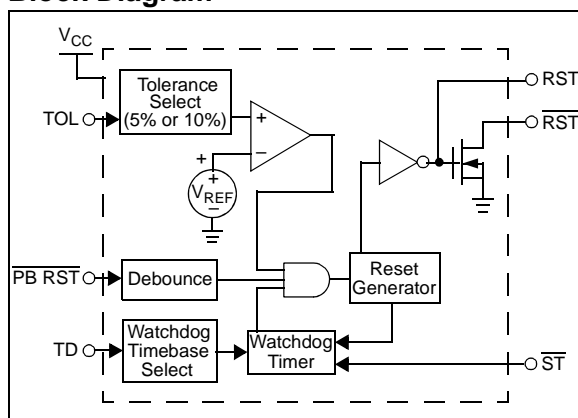 Block Diagram
VCC
Tolerance
Select
(5% or 10%)
TOL
+
–
+
+
VREF
–
RST
RST
PB RST
Debounce
Reset
Generator
Watchdog
Timebase
Select
TD
Watchdog
Timer
ST